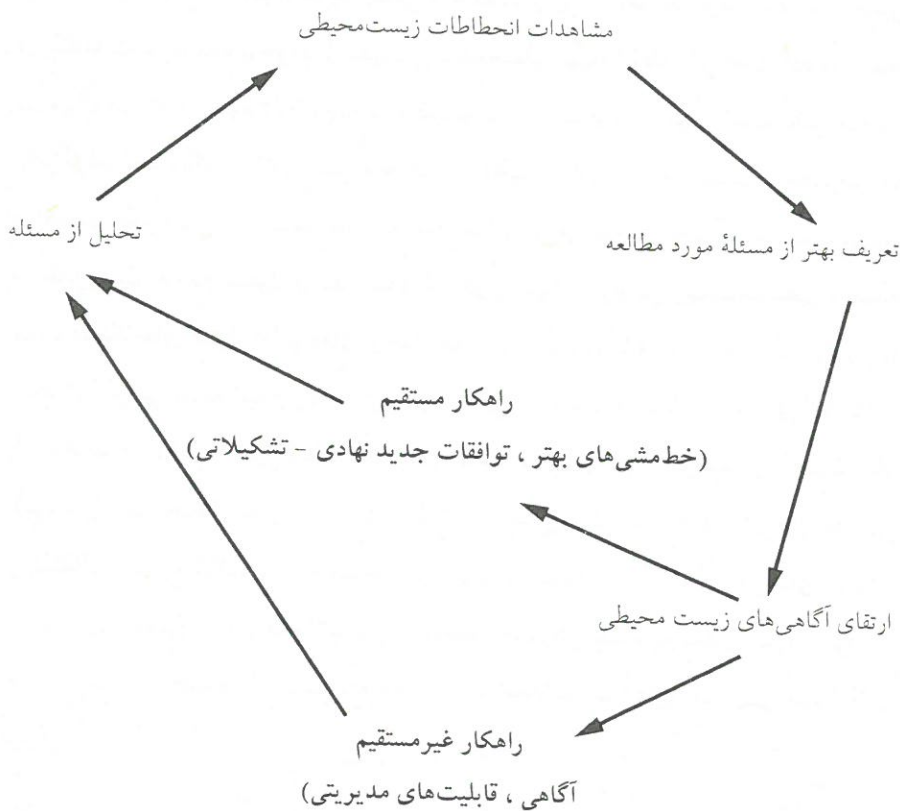 مشاهدات انحطاطات زیست‌محیطی
تعریف بهتر از مسئلهٔ مورد مطالعه
تحلیل از مسئله
راهکار مستقیم
(خط‌مشی‌های بهتر ، توافقات جدید نهادی - تشکیلاتی)
ارتقای آگاهی‌های زیست محیطی
راهکار غیرمستقیم
آگاهی ، قابلیت‌های مدیریتی)